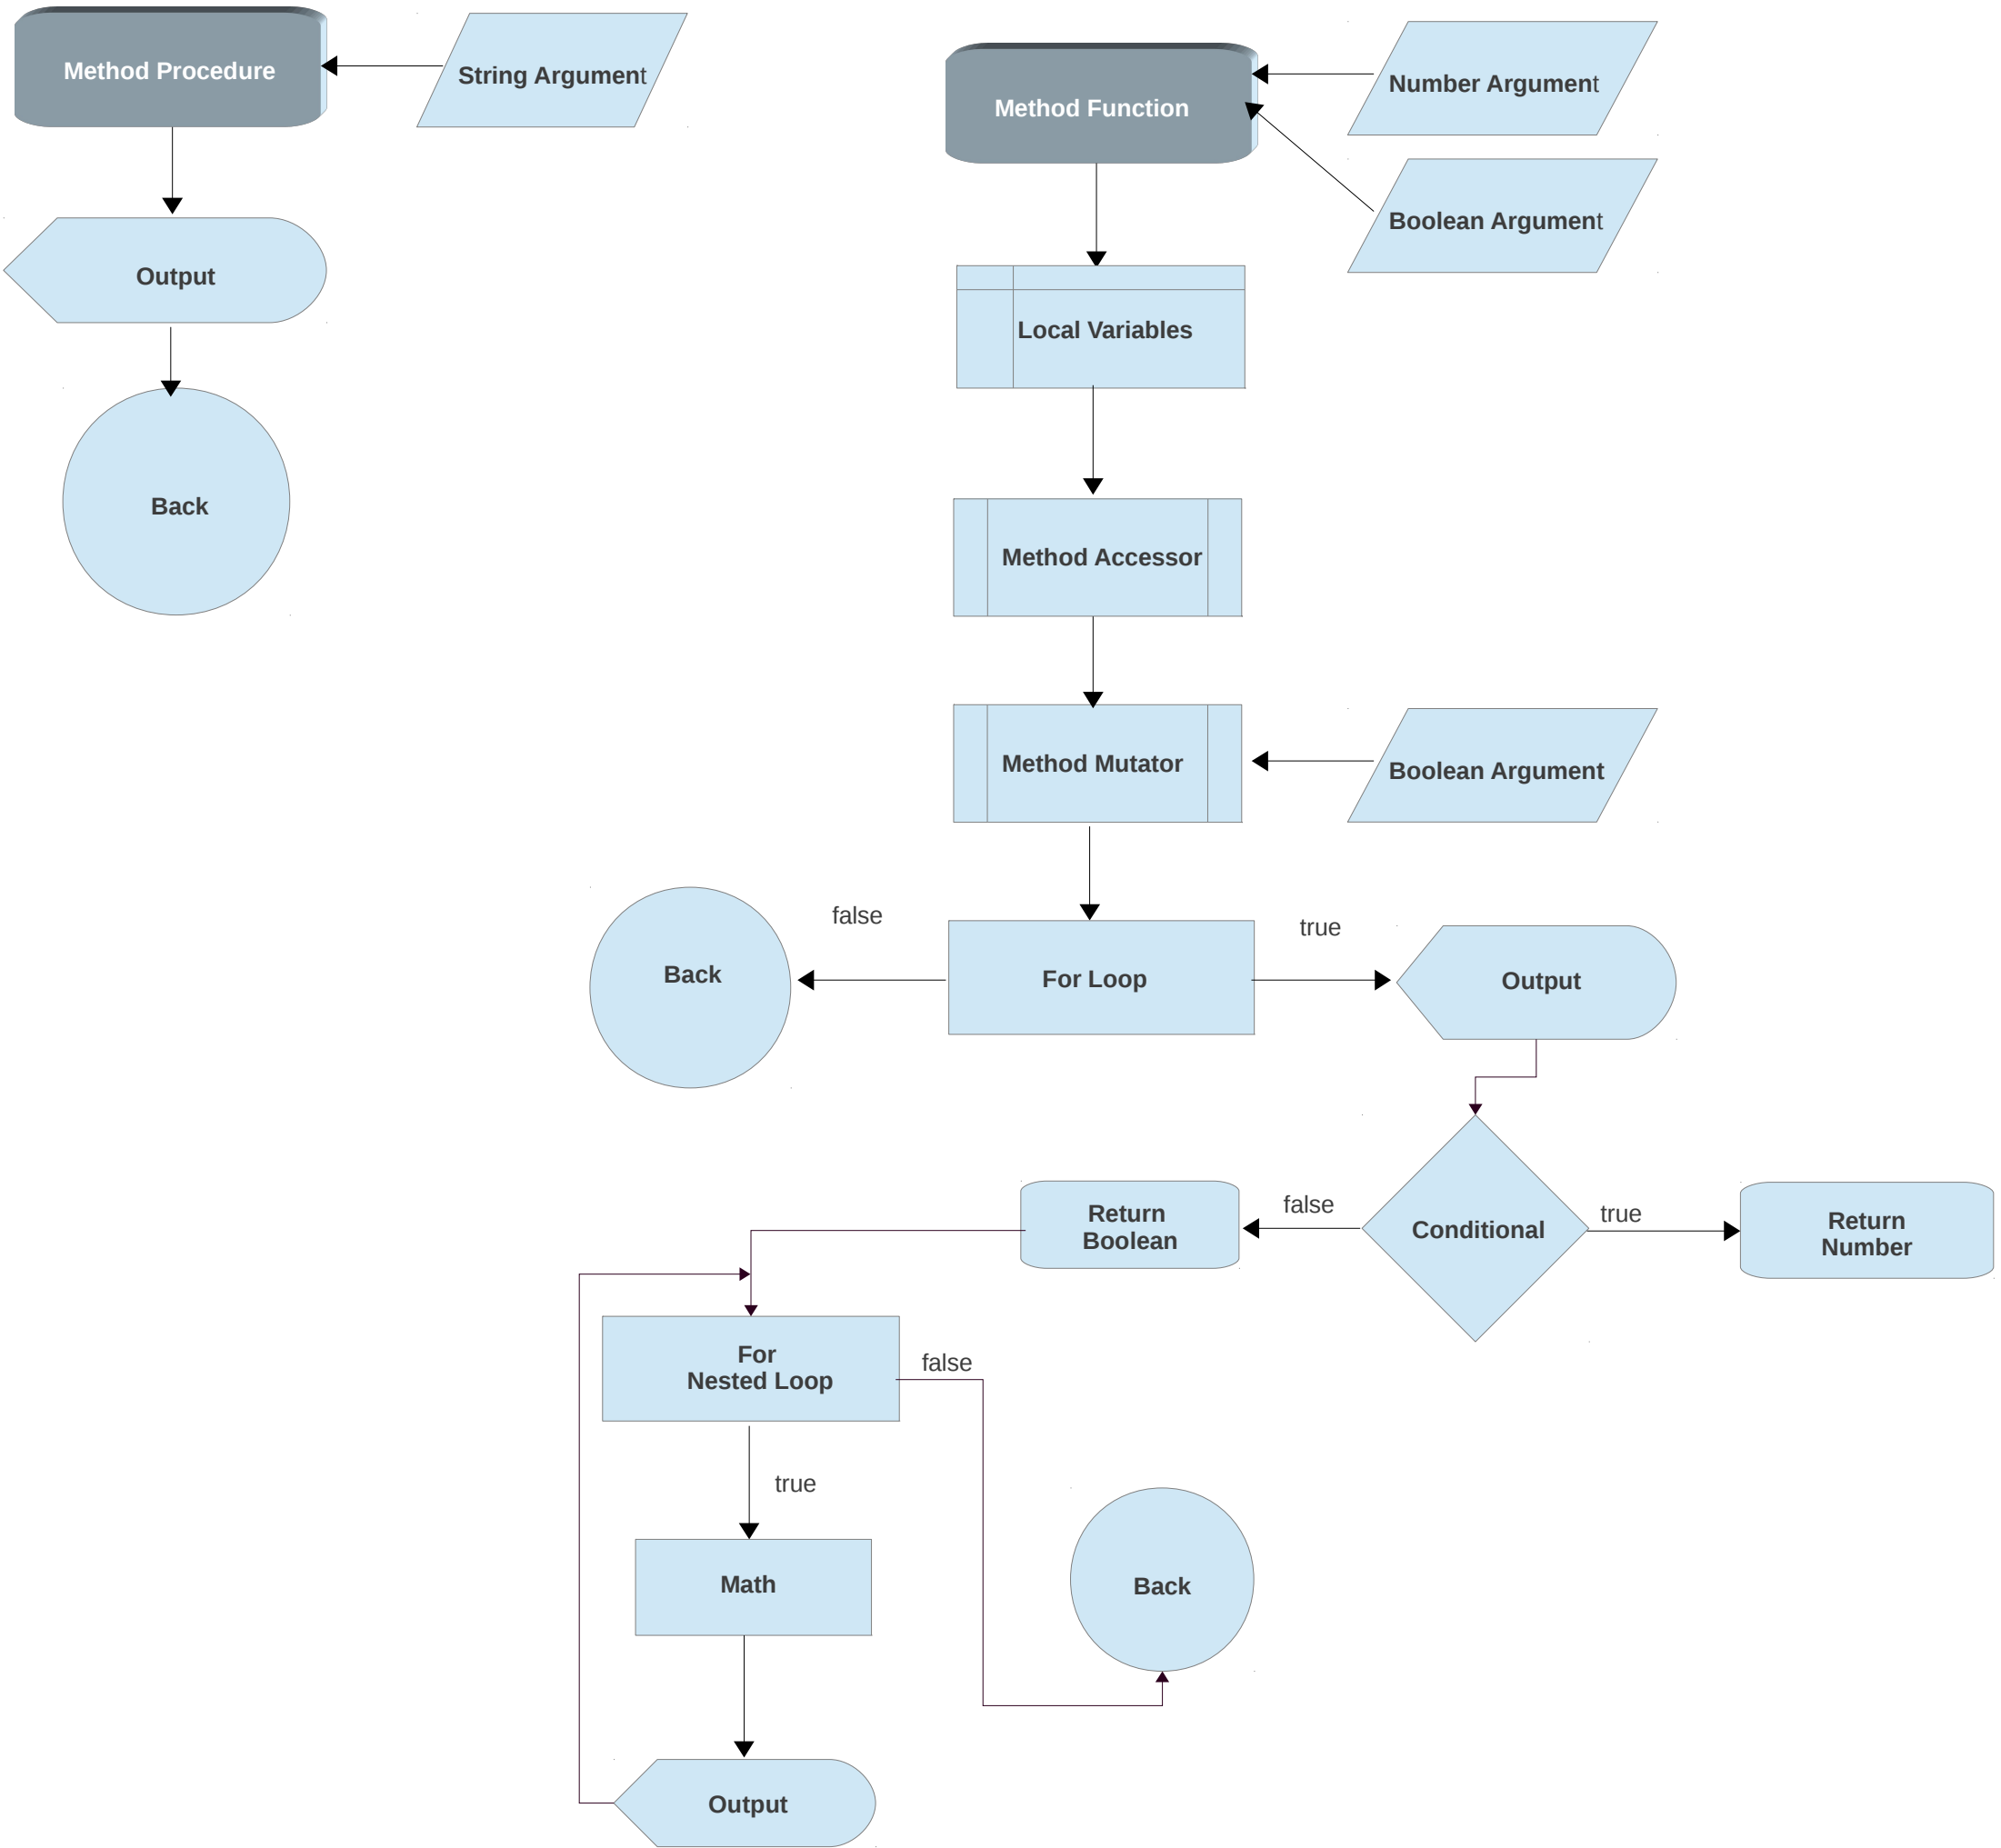 Method Procedure
String Argument
Output
Back
Method Function
Number Argument
Boolean Argument
Local Variables
Method Accessor
Method Mutator
Boolean Argument
false
true
Back
For Loop
Output
Return
Boolean
false
Conditional
true
Return
Number
For
Nested Loop
false
true
Math
Back
Output